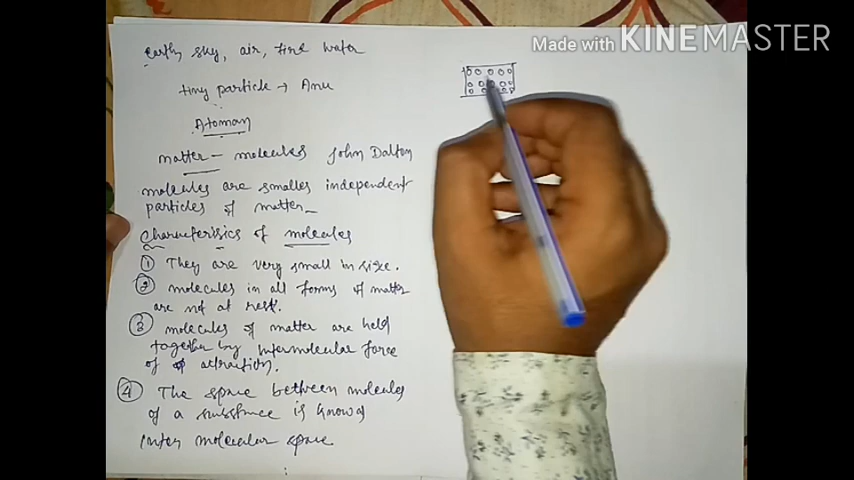 Made with KINEMASTER
Earth, sky, air, fire water
tiny particle → Anu
Atoman
matter – molecules John Dalton
molecules are smalles independent
particles of matter –
Characterisics of molecules
① They are very small in size.
② molecules in all forms of matter
are not at rest.
③ molecules of matter are held
together by intermolecular force
of attraction.
④ The space between molecules
of a substance is known as
inter molecular space